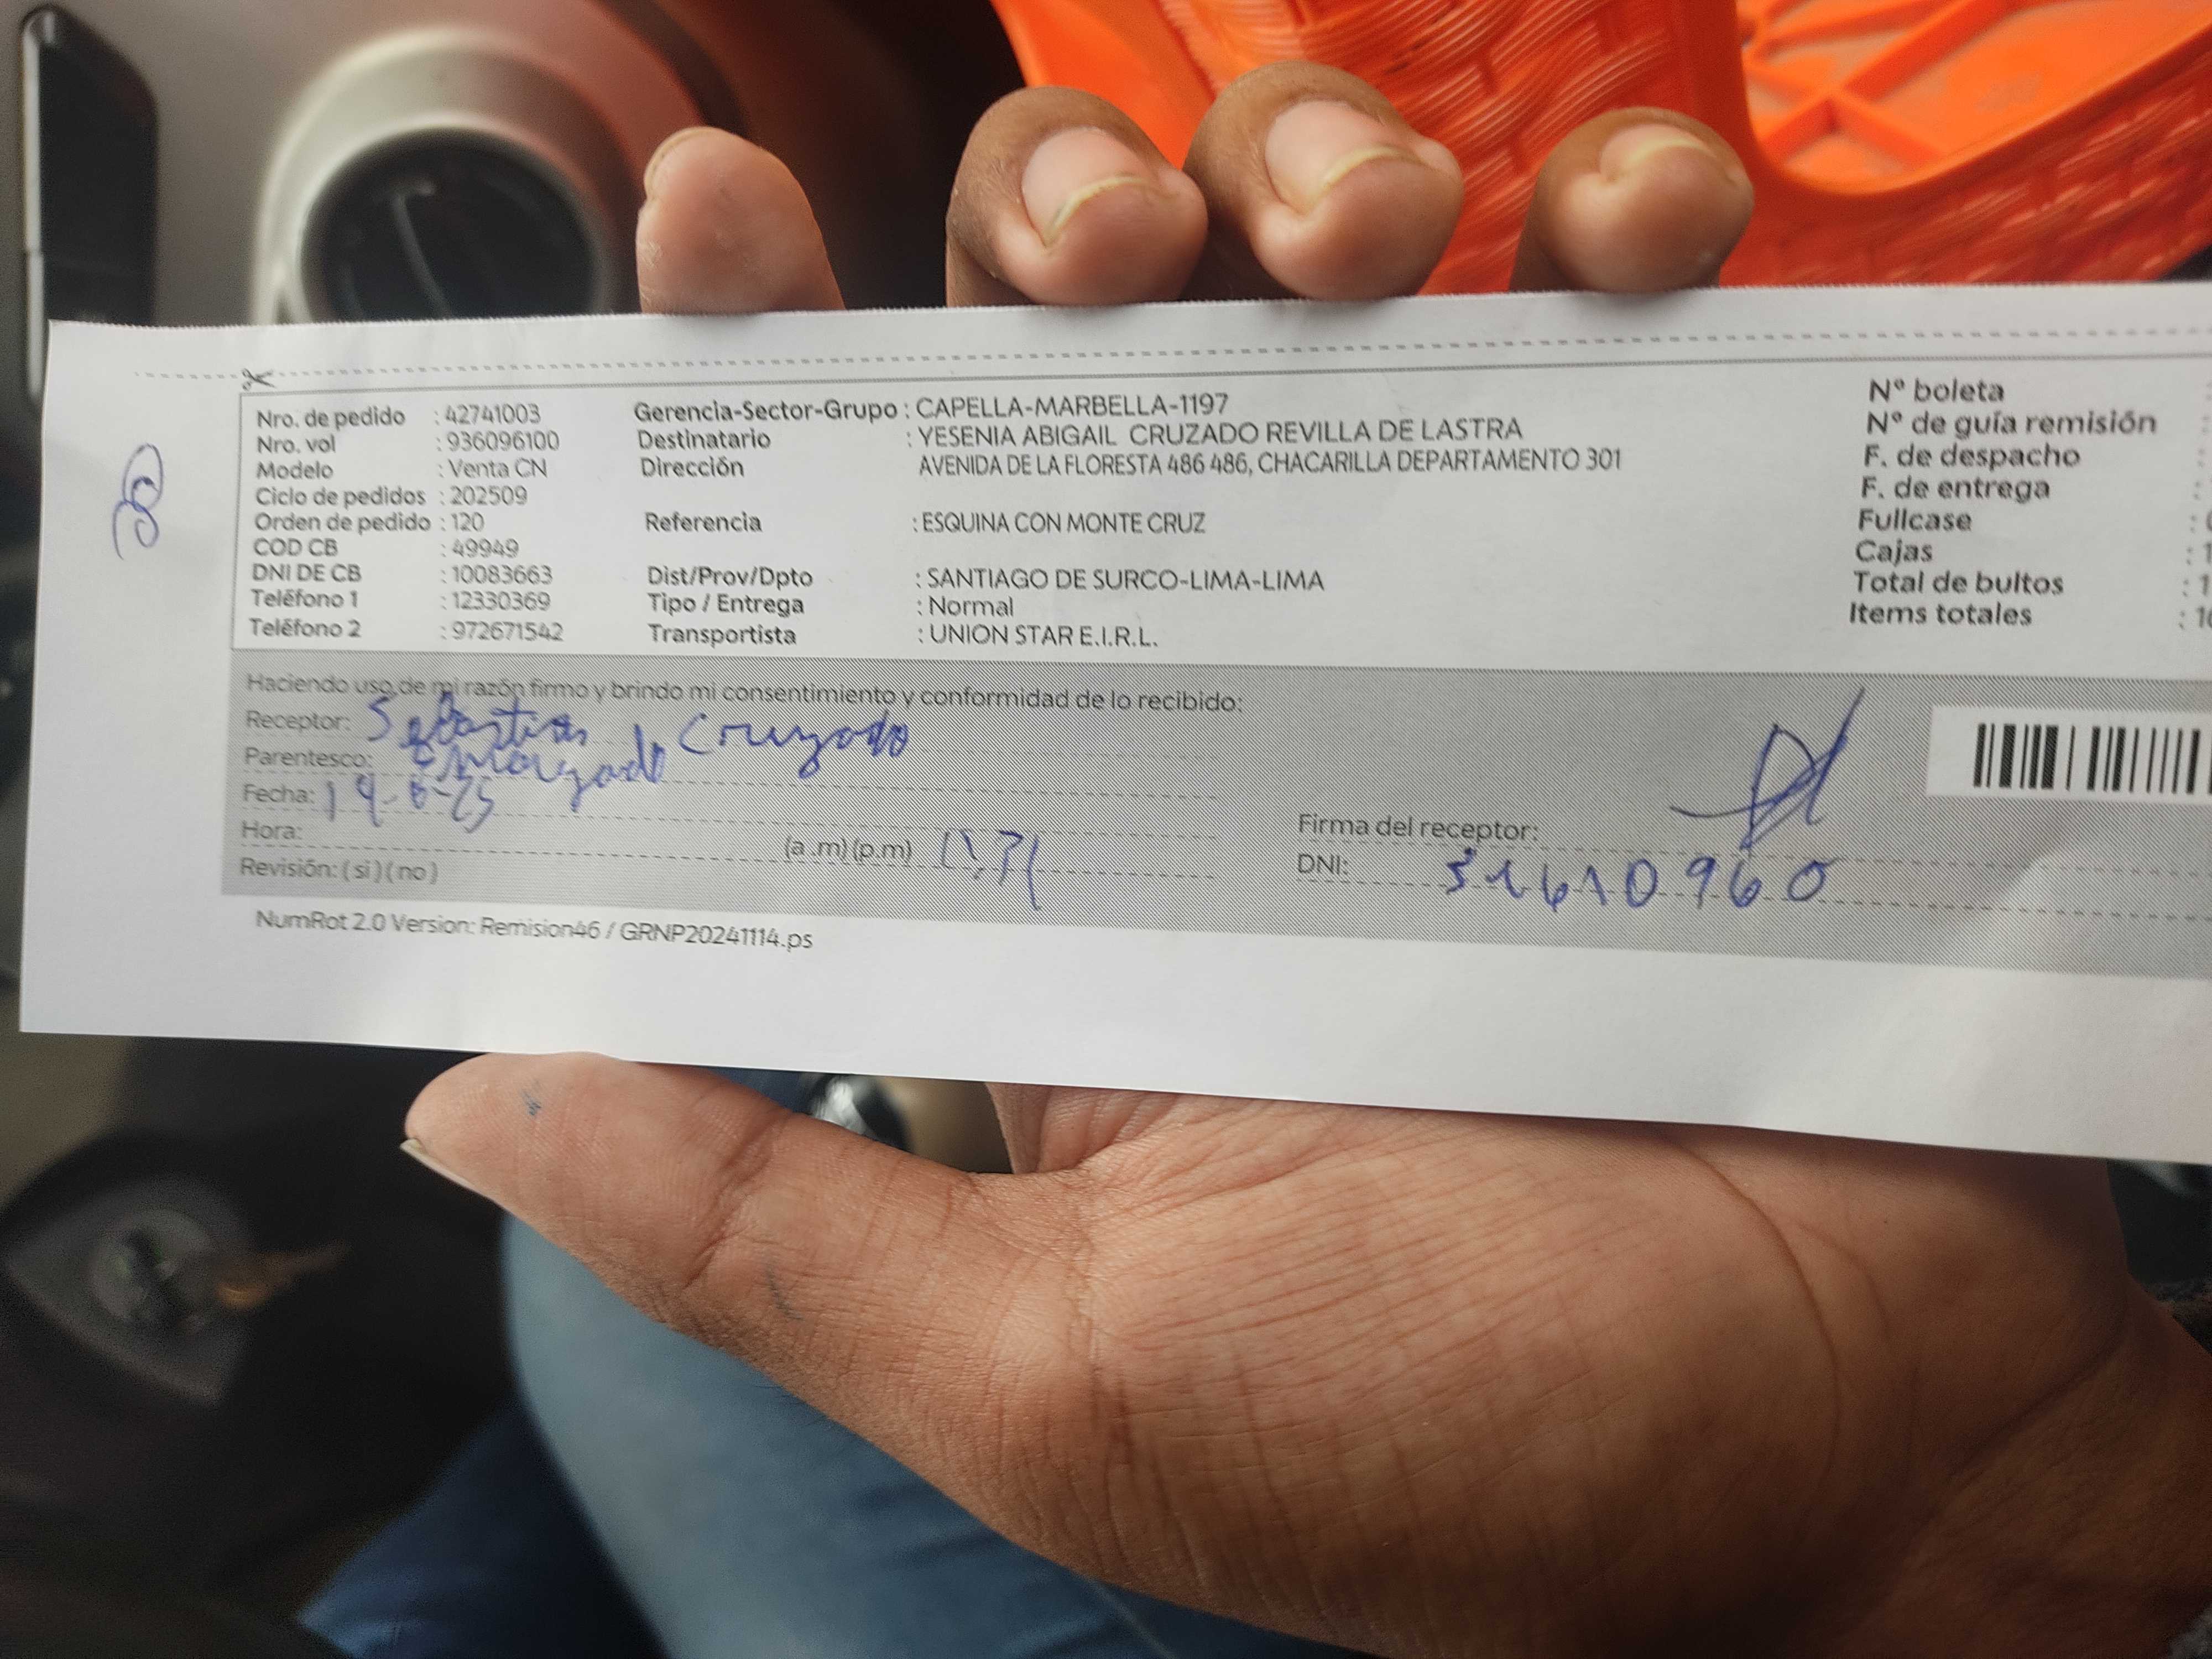 Nro. de pedido : 42741003
Nro. vol : 936096100
Modelo : Venta CN
Ciclo de pedidos : 202509
Orden de pedido : 120
COD CB : 49949
DNI DE CB : 10083663
Teléfono 1 : 12330369
Teléfono 2 : 972671542
Gerencia-Sector-Grupo : CAPELLA-MARBELLA-1197
Destinatario : YESENIA ABIGAIL CRUZADO REVILLA DE LASTRA
Dirección AVENIDA DE LA FLORESTA 486 486, CHACARILLA DEPARTAMENTO 301
Referencia : ESQUINA CON MONTE CRUZ
Dist/Prov/Dpto : SANTIAGO DE SURCO-LIMA-LIMA
Tipo / Entrega : Normal
Transportista : UNION STAR E.I.R.L.
Nº boleta :
Nº de guía remisión :
F. de despacho :
F. de entrega :
Fullcase :
Cajas : 1
Total de bultos : 1
Items totales :
Haciendo uso de mi razón firmo y brindo mi consentimiento y conformidad de lo recibido:
Receptor: Sebastian Cruzado
Parentesco:
Fecha:
Hora: (a .m) (p.m)
Revisión: ( si ) ( no )
Firma del receptor:
DNI:
NumRot 2.0 Version: Remision46 / GRNP20241114.ps